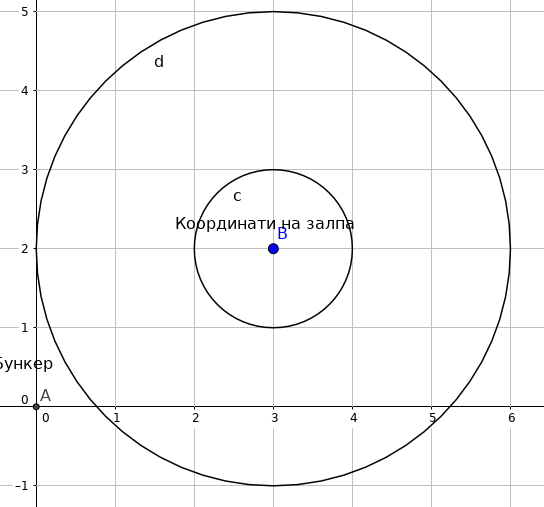 5
d
4
3
c
Координати на залпа
B
2
1
Бункер
0
A
0 1 2 3 4 5 6
–1